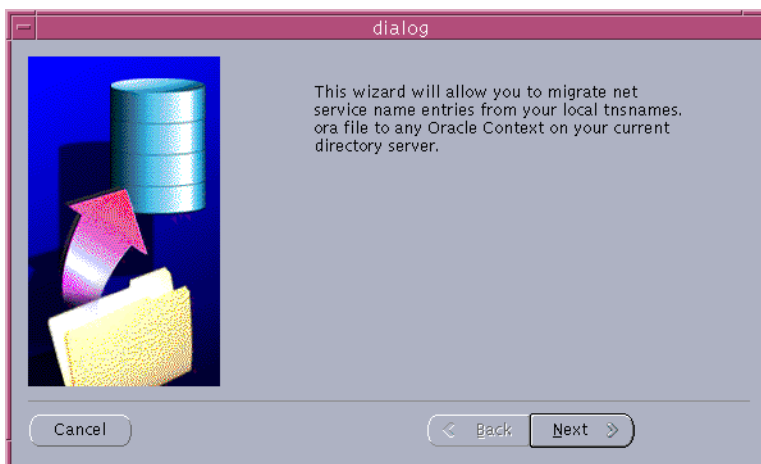 dialog
This wizard will allow you to migrate net
service name entries from your local tnsnames.
ora file to any Oracle Context on your current
directory server.
Cancel
Back
Next